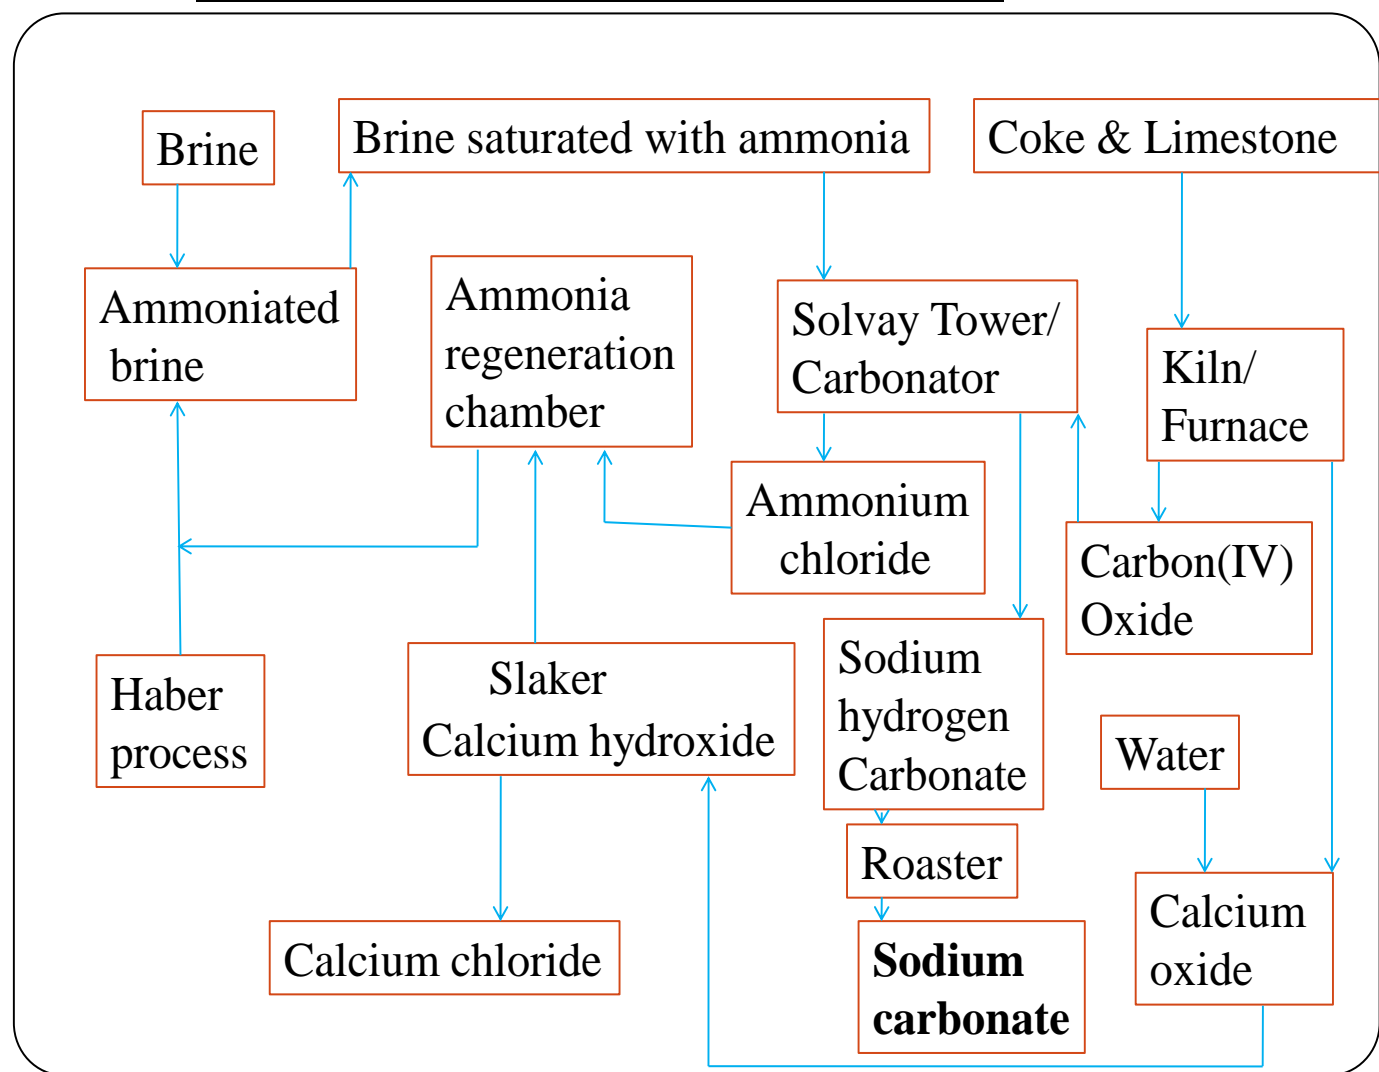 Brine
Brine saturated with ammonia
Coke & Limestone
Ammoniated
brine
Ammonia
regeneration
chamber
Solvay Tower/
Carbonator
Kiln/
Furnace
Ammonium
chloride
Carbon(IV)
Oxide
Haber
process
Slaker
Calcium hydroxide
Sodium
hydrogen
Carbonate
Water
Roaster
Calcium
oxide
Calcium chloride
Sodium
carbonate